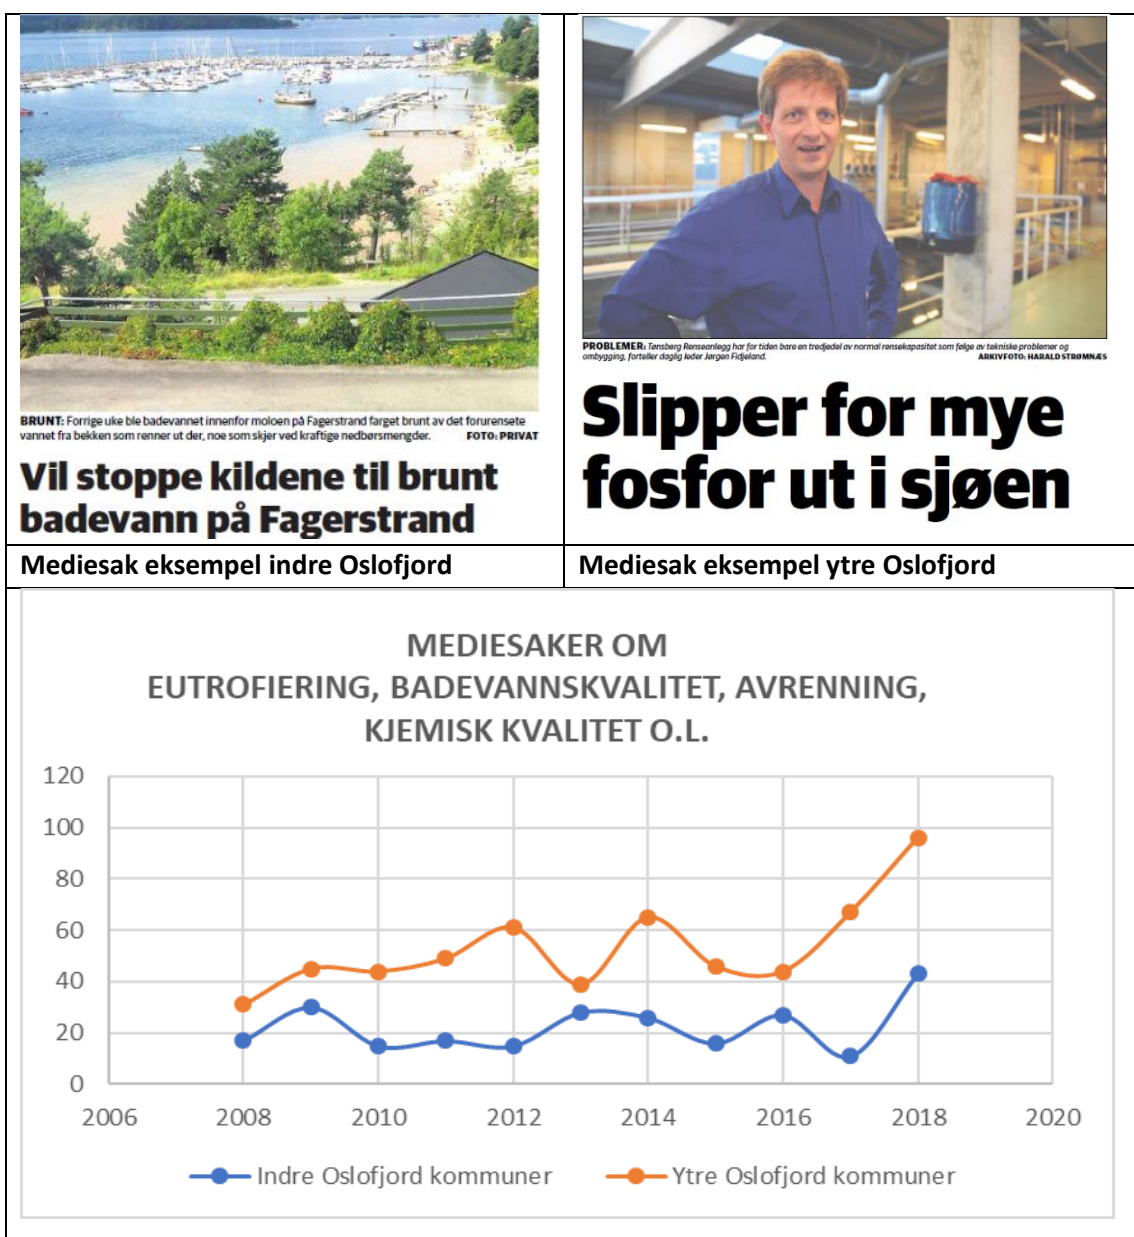 BRUNT: Forrige uke ble badevannet innenfor moloen på Fagerstrand farget brunt av det forurensete
vannet fra bekken som renner ut der, noe som skjer ved kraftige nedbørsmengder. FOTO: PRIVAT
Vil stoppe kildene til brunt
badevann på Fagerstrand
PROBLEMER: Tønsberg Renseanlegg har for tiden bare en tredjedel av normal rensekapasitet som følge av tekniske problemer og
ombygging, forteller daglig leder Jørgen Fidjeland. ARKIVFOTO: HARALD STRØMNÆS
Slipper for mye
fosfor ut i sjøen
Mediesak eksempel indre Oslofjord
Mediesak eksempel ytre Oslofjord
MEDIESAKER OM
EUTROFIERING, BADEVANNSKVALITET, AVRENNING,
KJEMISK KVALITET O.L.
120
100
80
60
40
20
0
2006 2008 2010 2012 2014 2016 2018 2020
Indre Oslofjord kommuner Ytre Oslofjord kommuner